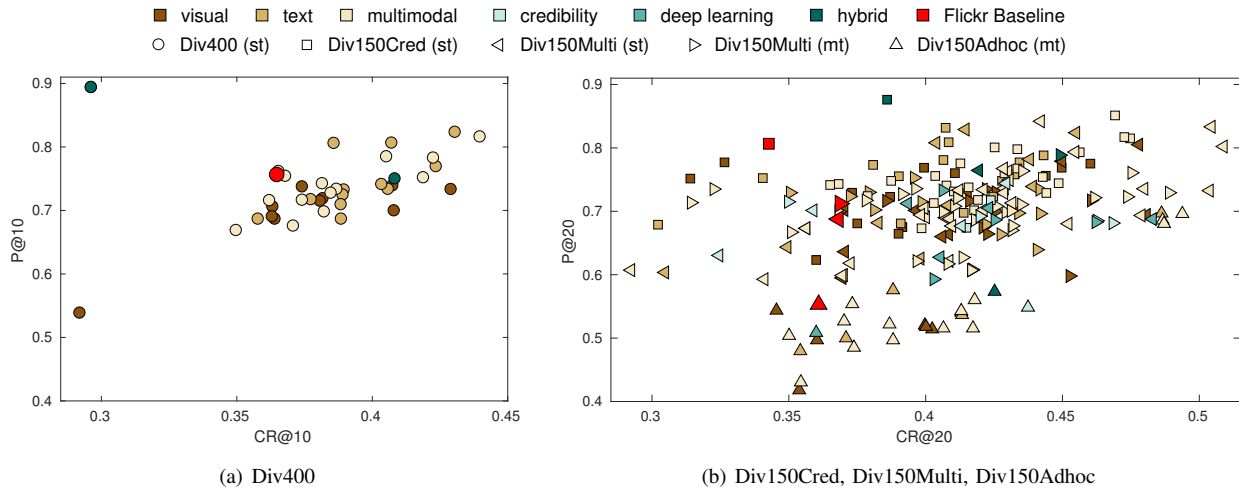 visual text multimodal credibility deep learning hybrid Flickr Baseline
Div400 (st) Div150Cred (st) Div150Multi (st) Div150Multi (mt) Div150Adhoc (mt)
0.9
0.8
0.7
0.6
0.5
0.4
P@10
0.3 0.35 0.4 0.45
CR@10
(a) Div400
0.9
0.8
0.7
0.6
0.5
0.4
P@20
0.3 0.35 0.4 0.45 0.5
CR@20
(b) Div150Cred, Div150Multi, Div150Adhoc